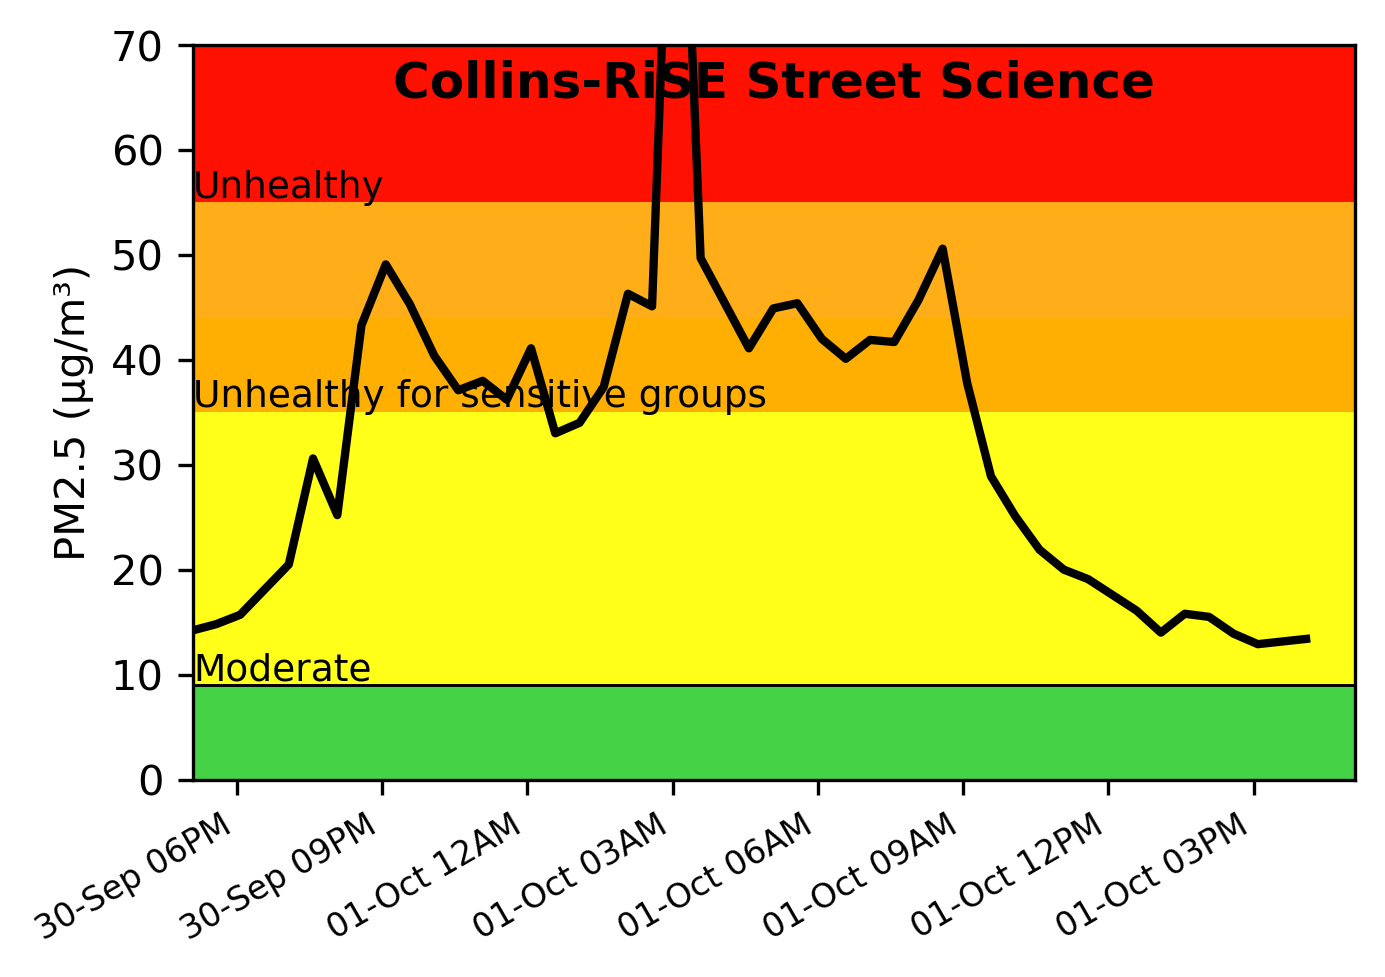 Collins-RiSE Street Science
PM2.5 (µg/m³)
70
60
50
40
30
20
10
0
Unhealthy
Unhealthy for sensitive groups
Moderate
30-Sep 06PM
30-Sep 09PM
01-Oct 12AM
01-Oct 03AM
01-Oct 06AM
01-Oct 09AM
01-Oct 12PM
01-Oct 03PM